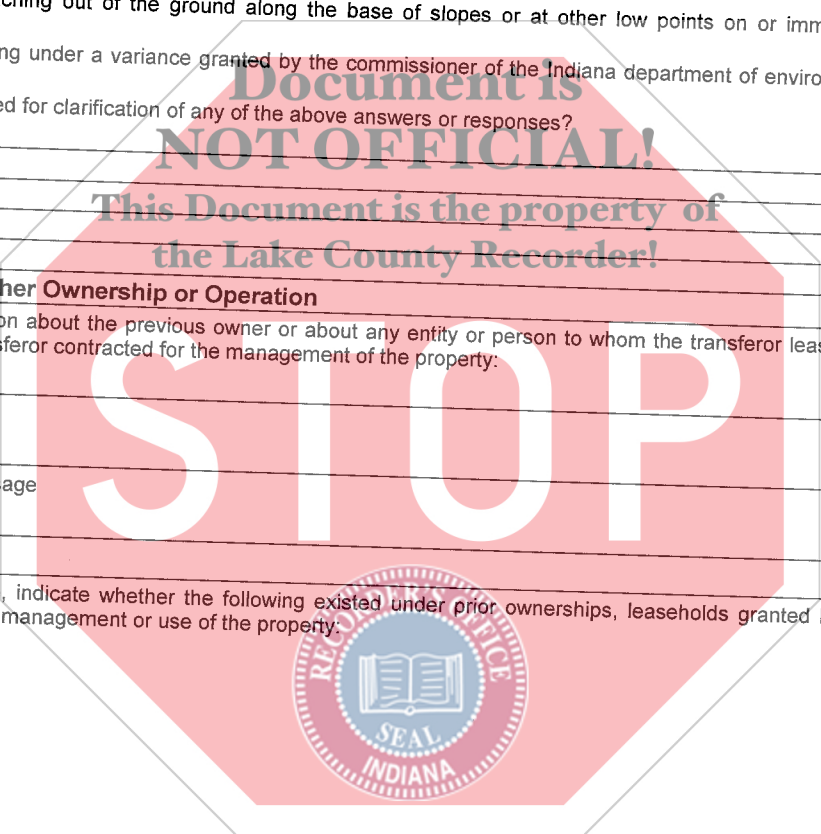 ching out of the ground along the base of slopes or at other low points on or imm
ng under a variance granted by the commissioner of the Indiana department of enviro
Document is
ed for clarification of any of the above answers or responses?
NOT OFFICIAL!
This Document is the property of
the Lake County Recorder!
her Ownership or Operation
on about the previous owner or about any entity or person to whom the transferor leas
sferor contracted for the management of the property:
STOP
age
, indicate whether the following existed under prior ownerships, leaseholds granted
management or use of the property:
RECORDER'S OFFICE
SEAL
INDIANA